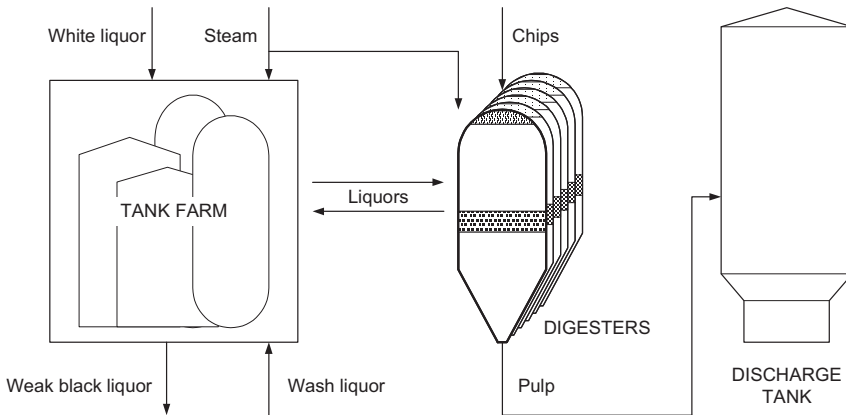 White liquor
Steam
Chips
TANK FARM
Liquors
DIGESTERS
Weak black liquor
Wash liquor
Pulp
DISCHARGE
TANK